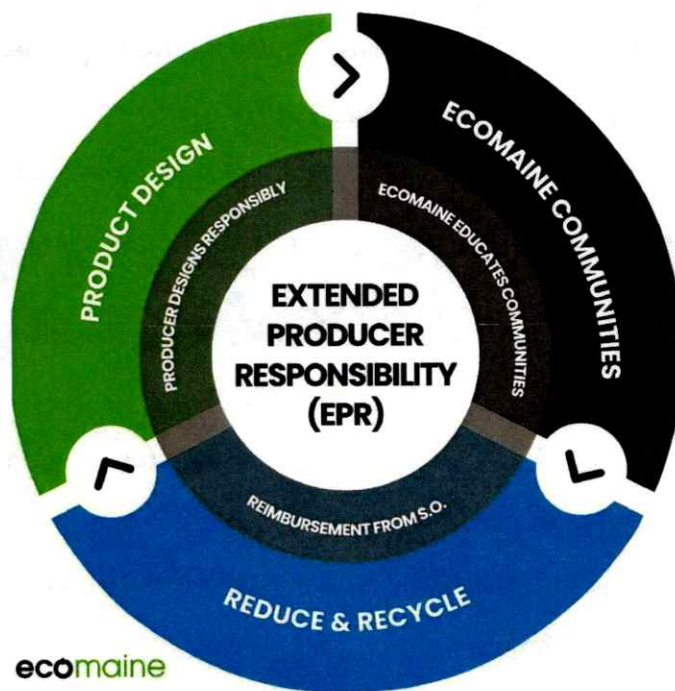 PRODUCT DESIGN
PRODUCER DESIGNS RESPONSIBLY
ECOMAINE COMMUNITIES
ECOMAINE EDUCATES COMMUNITIES
EXTENDED
PRODUCER
RESPONSIBILITY
(EPR)
REIMBURSEMENT FROM S.O.
REDUCE & RECYCLE
ecomaine